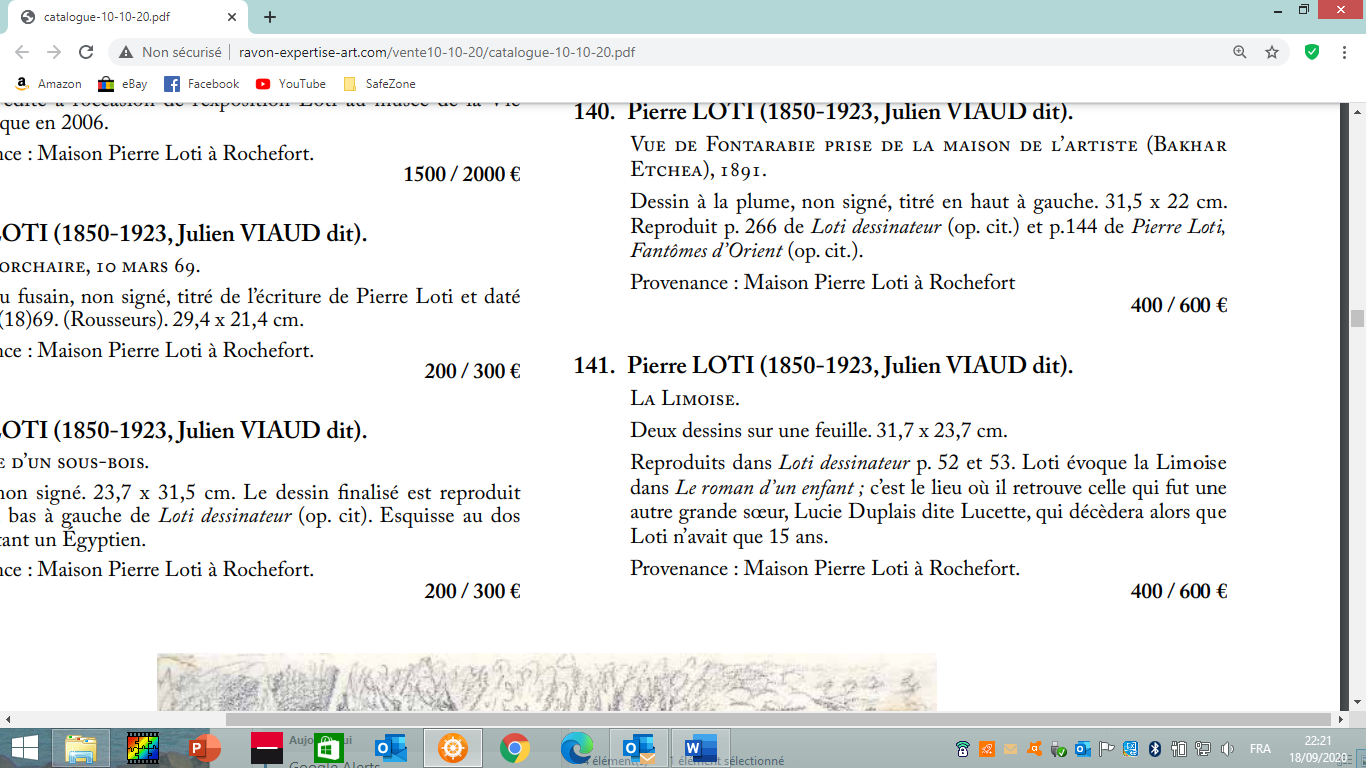 catalogue-10-10-20.pdf
Non sécurisé
ravon-expertise-art.com/vente10-10-20/catalogue-10-10-20.pdf
Amazon
eBay
Facebook
YouTube
SafeZone
que en 2006.
nce : Maison Pierre Loti à Rochefort.
1500 / 2000 €
LOTI (1850-1923, Julien VIAUD dit).
ORCHAIRE, 10 MARS 69.
u fusain, non signé, titré de l'écriture de Pierre Loti et daté
(18)69. (Rousseurs). 29,4 x 21,4 cm.
nce : Maison Pierre Loti à Rochefort.
200 / 300 €
LOTI (1850-1923, Julien VIAUD dit).
E D'UN SOUS-BOIS.
non signé. 23,7 x 31,5 cm. Le dessin finalisé est reproduit
bas à gauche de Loti dessinateur (op. cit). Esquisse au dos
tant un Égyptien.
nce : Maison Pierre Loti à Rochefort.
200 / 300 €
140. Pierre LOTI (1850-1923, Julien VIAUD dit).
VUE DE FONTARABIE PRISE DE LA MAISON DE L'ARTISTE (BAKHAR
ETCHEA), 1891.
Dessin à la plume, non signé, titré en haut à gauche. 31,5 x 22 cm.
Reproduit p. 266 de Loti dessinateur (op. cit.) et p.144 de Pierre Loti,
Fantômes d'Orient (op. cit.).
Provenance : Maison Pierre Loti à Rochefort
400 / 600 €
141. Pierre LOTI (1850-1923, Julien VIAUD dit).
LA LIMOISE.
Deux dessins sur une feuille. 31,7 x 23,7 cm.
Reproduits dans Loti dessinateur p. 52 et 53. Loti évoque la Limoise
dans Le roman d'un enfant ; c'est le lieu où il retrouve celle qui fut une
autre grande sœur, Lucie Duplais dite Lucette, qui décèdera alors que
Loti n'avait que 15 ans.
Provenance : Maison Pierre Loti à Rochefort.
400 / 600 €
Google Alerts
élément
1 élément sélectionné
FRA
22:21
18/09/2020